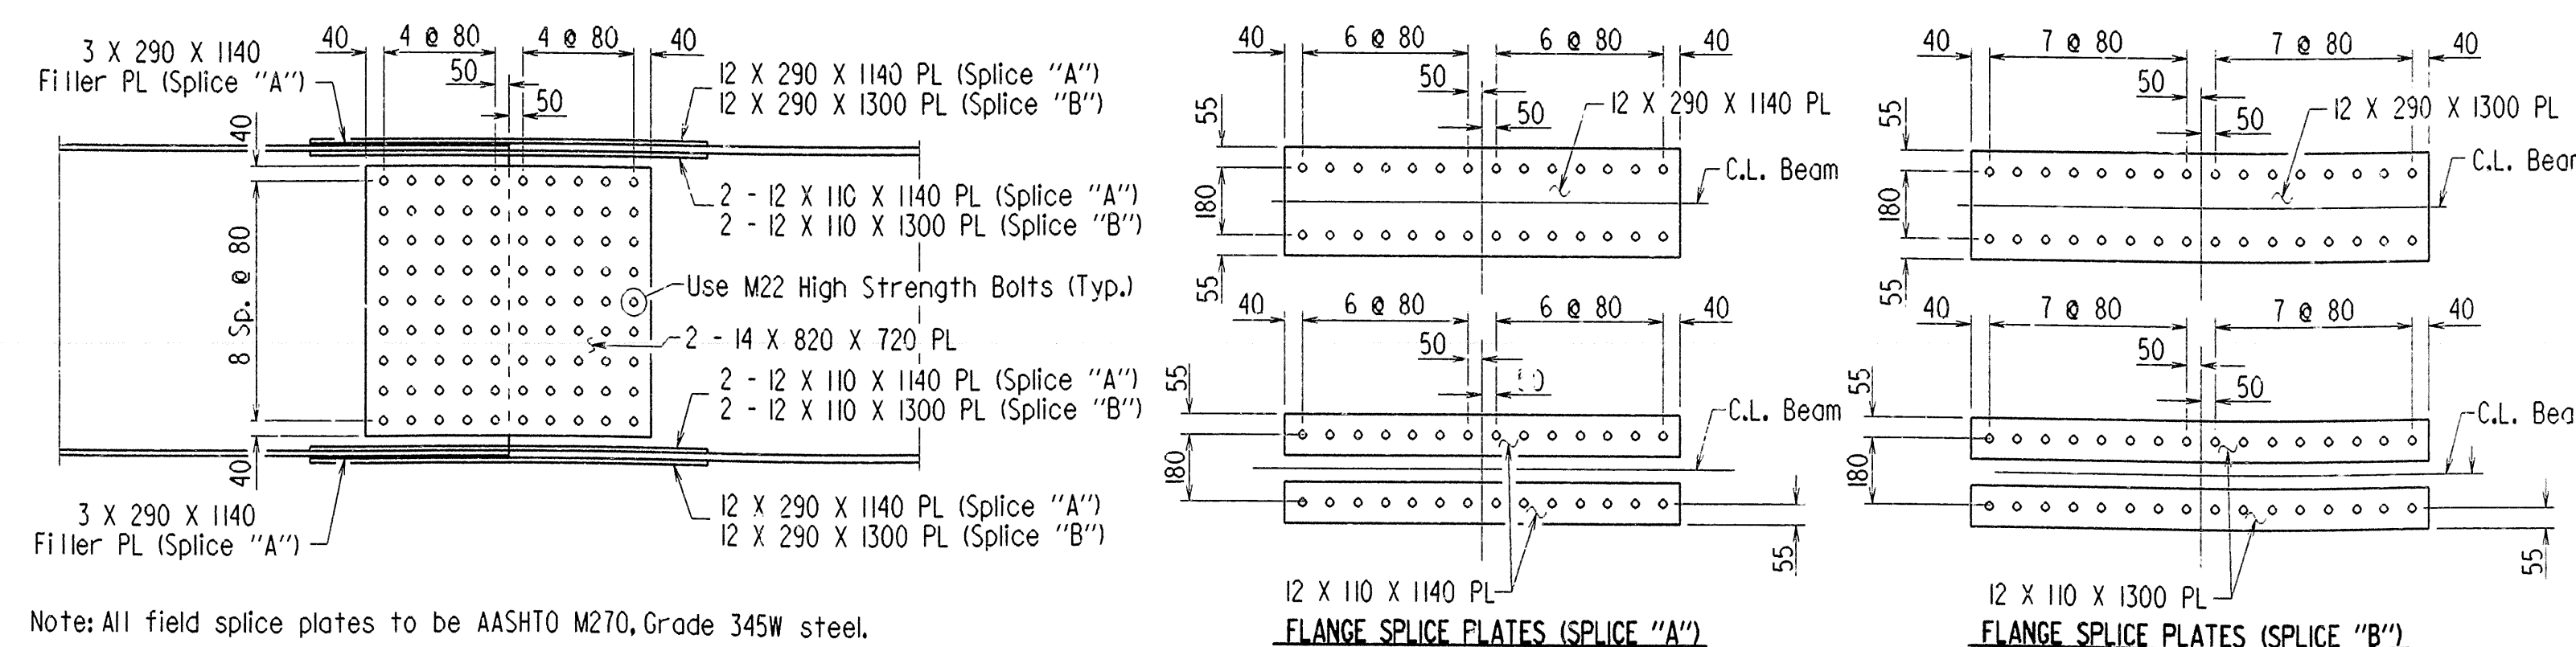 3 X 290 X 1140
Filler PL (Splice "A")
40
4 @ 80
4 @ 80
40
50
50
12 X 290 X 1140 PL (Splice "A")
12 X 290 X 1300 PL (Splice "B")
40
8 Sp. @ 80
40
2 - 12 X 110 X 1140 PL (Splice "A")
2 - 12 X 110 X 1300 PL (Splice "B")
Use M22 High Strength Bolts (Typ.)
2 - 14 X 820 X 720 PL
2 - 12 X 110 X 1140 PL (Splice "A")
2 - 12 X 110 X 1300 PL (Splice "B")
3 X 290 X 1140
Filler PL (Splice "A")
12 X 290 X 1140 PL (Splice "A")
12 X 290 X 1300 PL (Splice "B")
Note: All field splice plates to be AASHTO M270, Grade 345W steel.
40
6 @ 80
6 @ 80
40
50
50
12 X 290 X 1140 PL
55
180
55
C.L. Beam
40
6 @ 80
6 @ 80
40
50
50
55
180
C.L. Beam
55
12 X 110 X 1140 PL
FLANGE SPLICE PLATES (SPLICE "A")
40
7 @ 80
7 @ 80
40
50
50
12 X 290 X 1300 PL
55
180
55
C.L. Bear
40
7 @ 80
7 @ 80
40
50
50
55
180
C.L. Bea
55
12 X 110 X 1300 PL
FLANGE SPLICE PLATES (SPLICE "B")